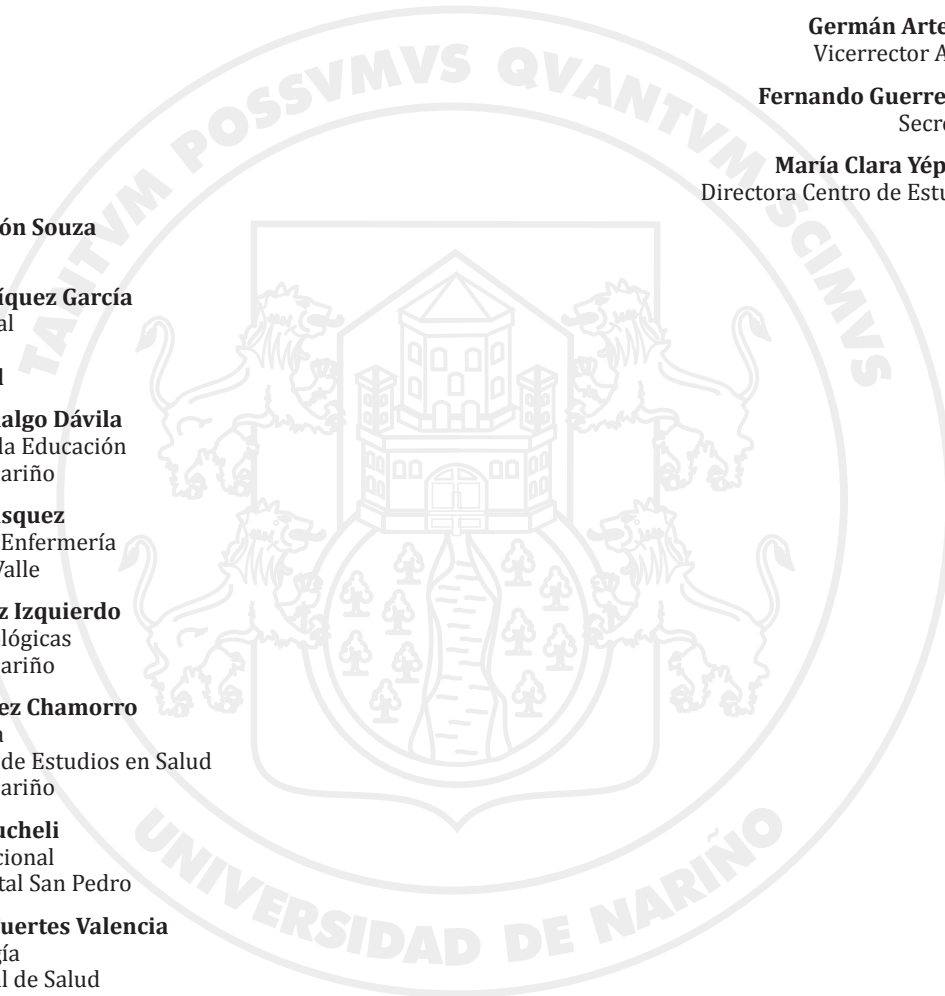 Germán Arte
Vicerrector A
Fernando Guerre
Secre
María Clara Yép
Directora Centro de Estu
ón Souza
íquez García
al
l
algo Dávila
la Educación
ariño
ásquez
Enfermería
Valle
z Izquierdo
lógicas
ariño
ez Chamorro
a
de Estudios en Salud
ariño
ucheli
cional
tal San Pedro
uertes Valencia
gía
l de Salud
TANTVM POSSVMVS QVANTVM SCIMVS
UNIVERSIDAD DE NARIÑO